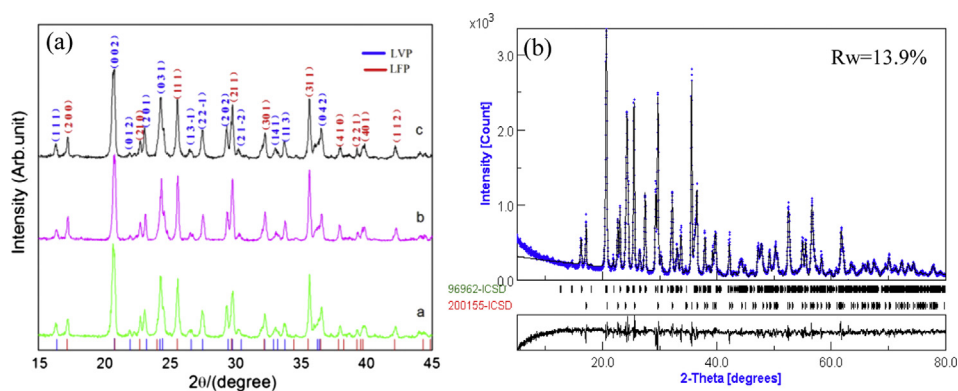 (a)
LVP
LFP
(111)
(200)
(002)
(012)
(210)
(201)
(031)
(111)
(13-1)
(22-1)
(202)
(211)
(21-2)
(301)
(141)
(113)
(311)
(042)
(410)
(221)
(401)
(112)
c
b
a
Intensity (Arb.unit)
15 20 25 30 35 40 45
2θ/(degree)
x10³
(b)
Rw=13.9%
3.0
2.0
1.0
0.0
Intensity [Count]
96962-ICSD
200155-ICSD
20.0 40.0 60.0 80.0
2-Theta [degrees]